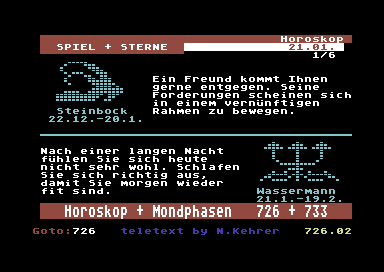 Horoskop
SPIEL + STERNE
21.01.
1/6
Ein Freund kommt Ihnen
gerne entgegen. Seine
Forderungen scheinen sich
in einem vernünftigen
Rahmen zu bewegen.
Steinbock
22.12.-20.1.
Nach einer langen Nacht
fühlen Sie sich heute
nicht sehr wohl. Schlafen
Sie sich richtig aus,
damit Sie Morgen wieder
fit sind.
Wassermann
21.1.-19.2.
Horoskop + Mondphasen 726 + 733
Goto:726 teletext by N.Kehrer 726.02